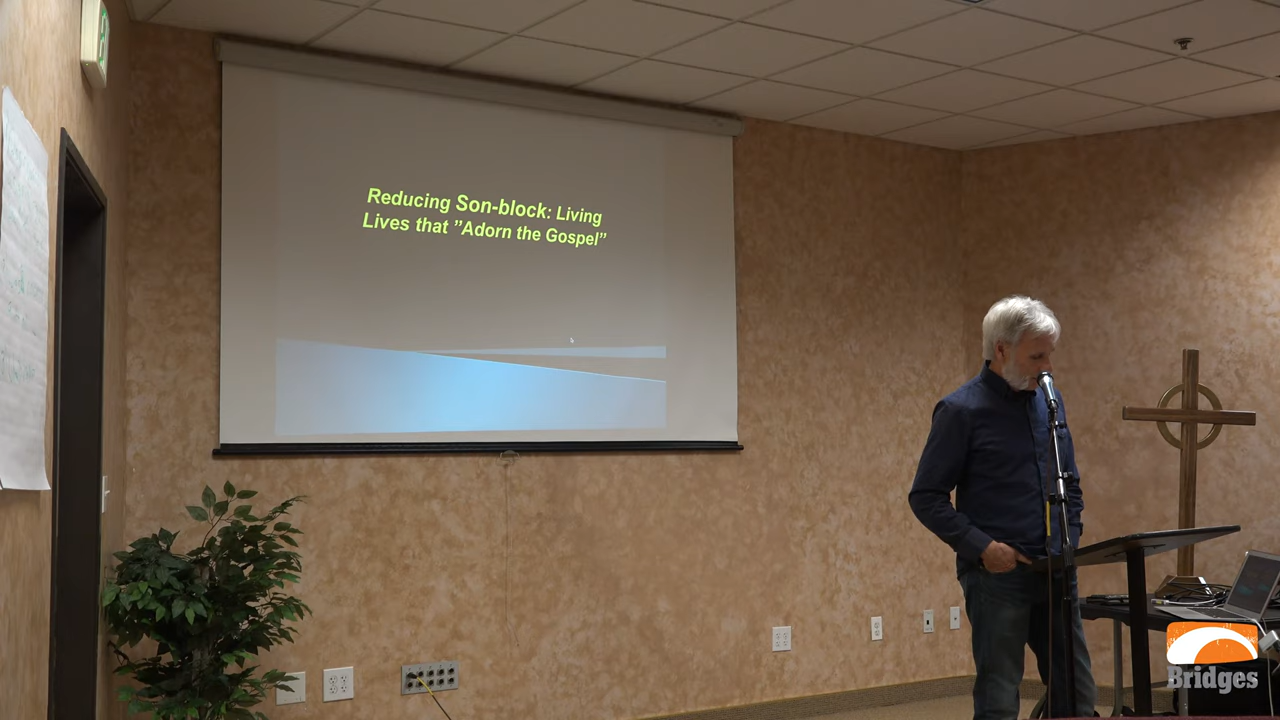 Reducing Son-block: Living
Lives that ”Adorn the Gospel”
Bridges